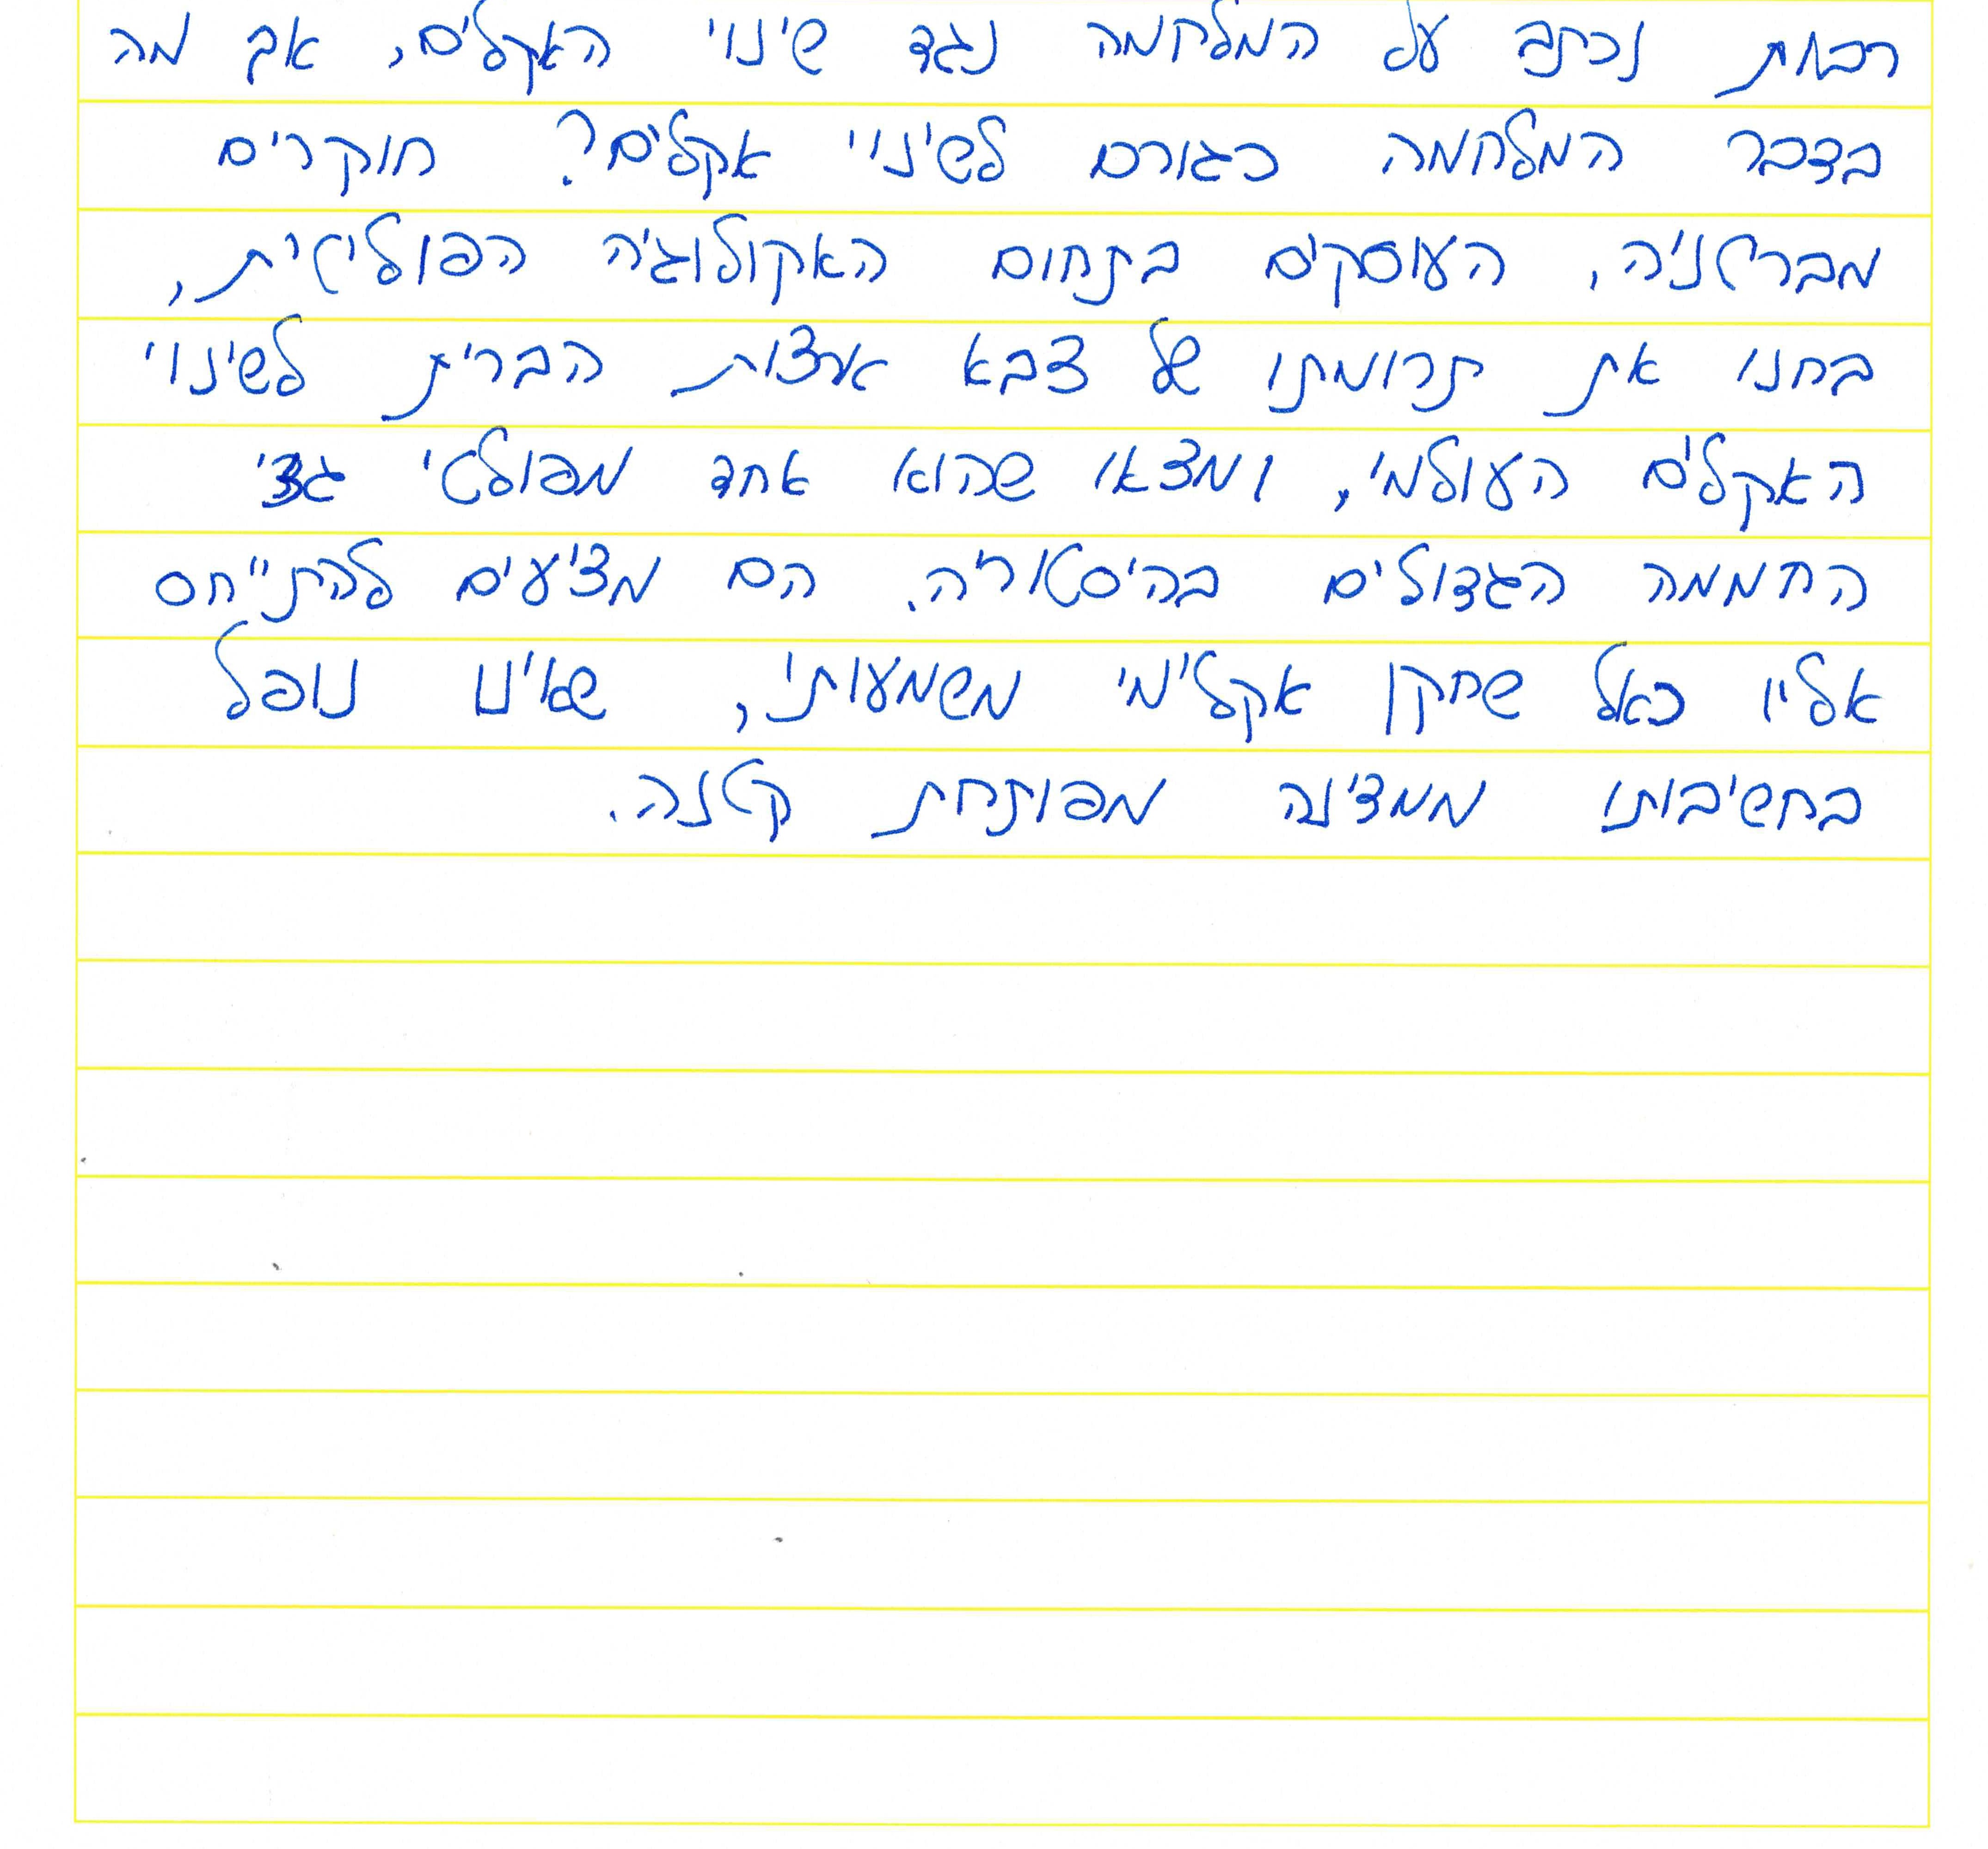 רבות נכתב על המלחמה נגד שינוי האקלים, אך מה
בדבר המלחמה כגורם לשינוי אקלים? חוקרים
מבריטניה, העוסקים בתחום האקולוגיה הפוליטית,
בחנו את תרומתו של צבא ארצות הברית לשינוי
האקלים העולמי, ומצאו שהוא אחד מפולטי גזי
החממה הגדולים בהיסטוריה. הם מציעים להתייחס
אליו כאל שחקן אקלימי משמעותי, שאינו נופל
בחשיבותו ממדינה מפותחת קטנה.